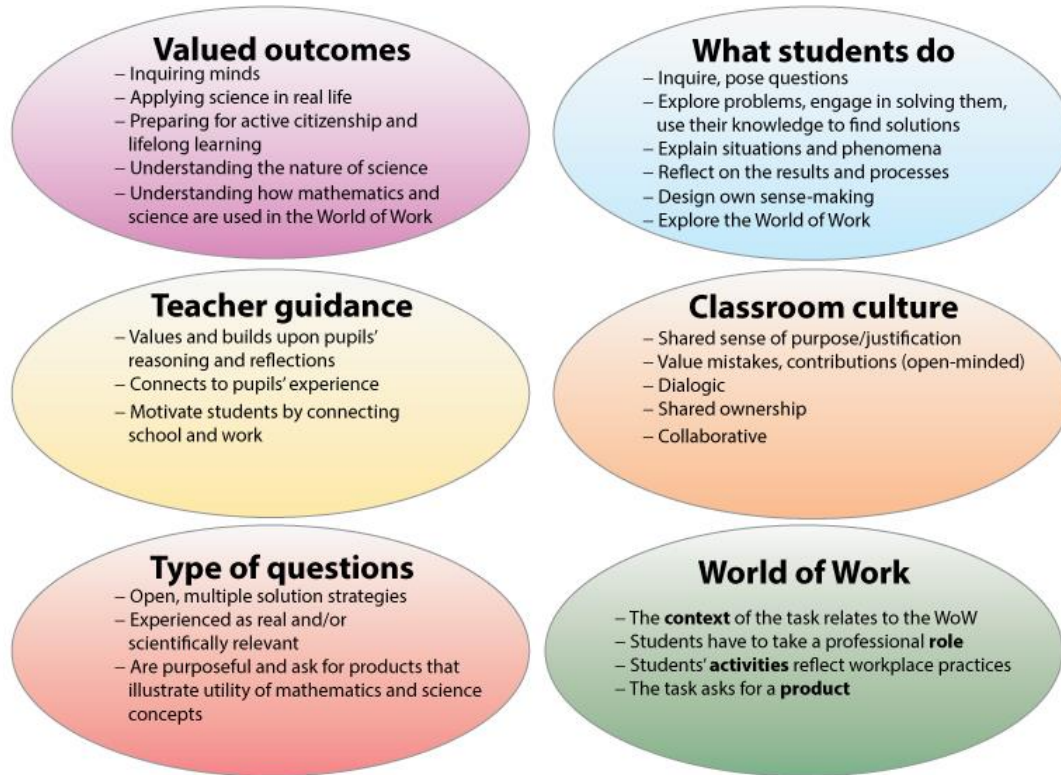 Valued outcomes
– Inquiring minds
– Applying science in real life
– Preparing for active citizenship and
lifelong learning
– Understanding the nature of science
– Understanding how mathematics and
science are used in the World of Work
What students do
– Inquire, pose questions
– Explore problems, engage in solving them,
use their knowledge to find solutions
– Explain situations and phenomena
– Reflect on the results and processes
– Design own sense-making
– Explore the World of Work
Teacher guidance
– Values and builds upon pupils’
reasoning and reflections
– Connects to pupils’ experience
– Motivate students by connecting
school and work
Classroom culture
– Shared sense of purpose/justification
– Value mistakes, contributions (open-minded)
– Dialogic
– Shared ownership
– Collaborative
Type of questions
– Open, multiple solution strategies
– Experienced as real and/or
scientifically relevant
– Are purposeful and ask for products that
illustrate utility of mathematics and science
concepts
World of Work
– The context of the task relates to the WoW
– Students have to take a professional role
– Students’ activities reflect workplace practices
– The task asks for a product